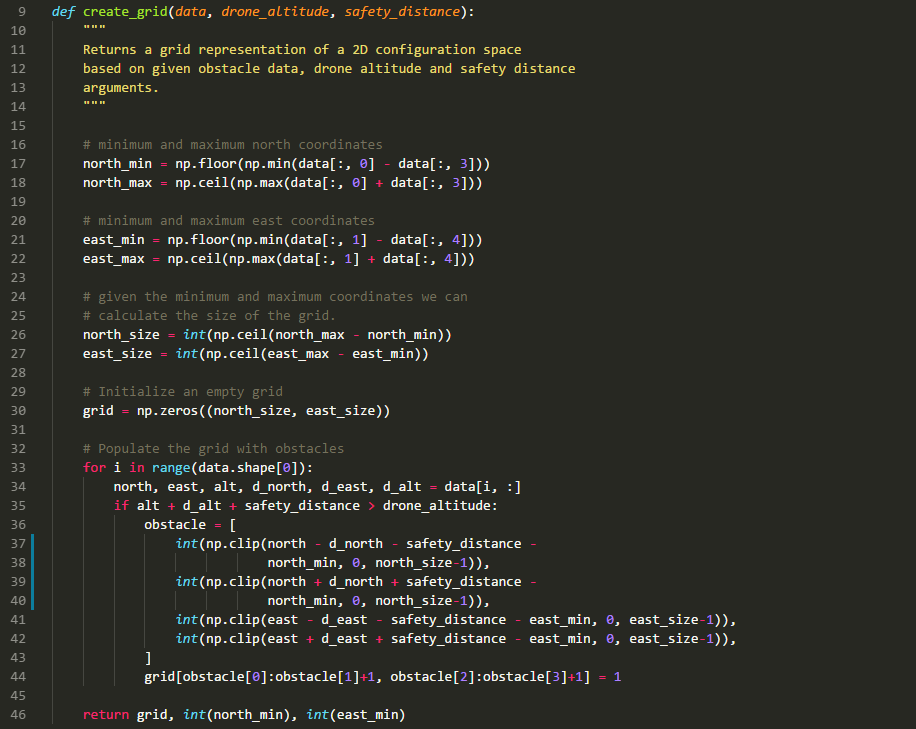 9 def create_grid(data, drone_altitude, safety_distance):
10 """
11 Returns a grid representation of a 2D configuration space
12 based on given obstacle data, drone altitude and safety distance
13 arguments.
14 """
15
16 # minimum and maximum north coordinates
17 north_min = np.floor(np.min(data[:, 0] - data[:, 3]))
18 north_max = np.ceil(np.max(data[:, 0] + data[:, 3]))
19
20 # minimum and maximum east coordinates
21 east_min = np.floor(np.min(data[:, 1] - data[:, 4]))
22 east_max = np.ceil(np.max(data[:, 1] + data[:, 4]))
23
24 # given the minimum and maximum coordinates we can
25 # calculate the size of the grid.
26 north_size = int(np.ceil(north_max - north_min))
27 east_size = int(np.ceil(east_max - east_min))
28
29 # Initialize an empty grid
30 grid = np.zeros((north_size, east_size))
31
32 # Populate the grid with obstacles
33 for i in range(data.shape[0]):
34 north, east, alt, d_north, d_east, d_alt = data[i, :]
35 if alt + d_alt + safety_distance > drone_altitude:
36 obstacle = [
37 int(np.clip(north - d_north - safety_distance -
38 north_min, 0, north_size-1)),
39 int(np.clip(north + d_north + safety_distance -
40 north_min, 0, north_size-1)),
41 int(np.clip(east - d_east - safety_distance - east_min, 0, east_size-1)),
42 int(np.clip(east + d_east + safety_distance - east_min, 0, east_size-1)),
43 ]
44 grid[obstacle[0]:obstacle[1]+1, obstacle[2]:obstacle[3]+1] = 1
45
46 return grid, int(north_min), int(east_min)